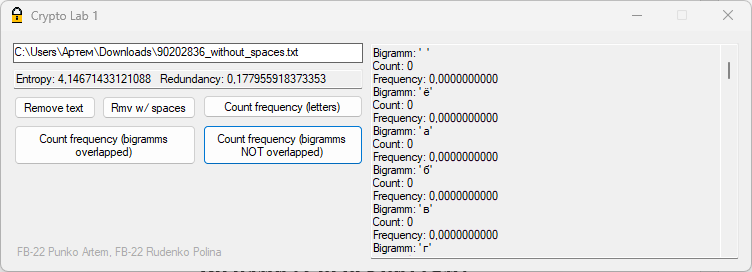 Crypto Lab 1
C:\Users\Артем\Downloads\90202836_without_spaces.txt
Entropy: 4,14671433121088 Redundancy: 0,177955918373353
Remove text
Rmv w/ spaces
Count frequency (letters)
Count frequency (bigramms
overlapped)
Count frequency (bigramms
NOT overlapped)
Bigramm: ' '
Count: 0
Frequency: 0,0000000000
Bigramm: ' ё'
Count: 0
Frequency: 0,0000000000
Bigramm: ' а'
Count: 0
Frequency: 0,0000000000
Bigramm: ' б'
Count: 0
Frequency: 0,0000000000
Bigramm: ' в'
Count: 0
Frequency: 0,0000000000
Bigramm: ' г'
FB-22 Punko Artem, FB-22 Rudenko Polina